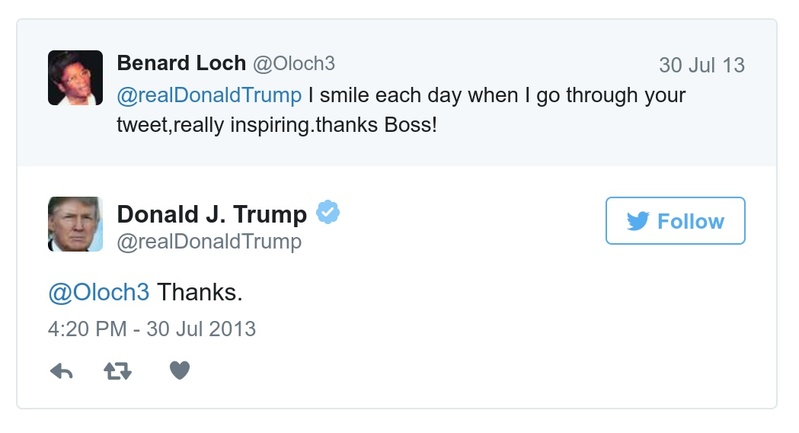 Benard Loch @Oloch3 30 Jul 13
@realDonaldTrump I smile each day when I go through your
tweet,really inspiring.thanks Boss!
Donald J. Trump
@realDonaldTrump
Follow
@Oloch3 Thanks.
4:20 PM - 30 Jul 2013